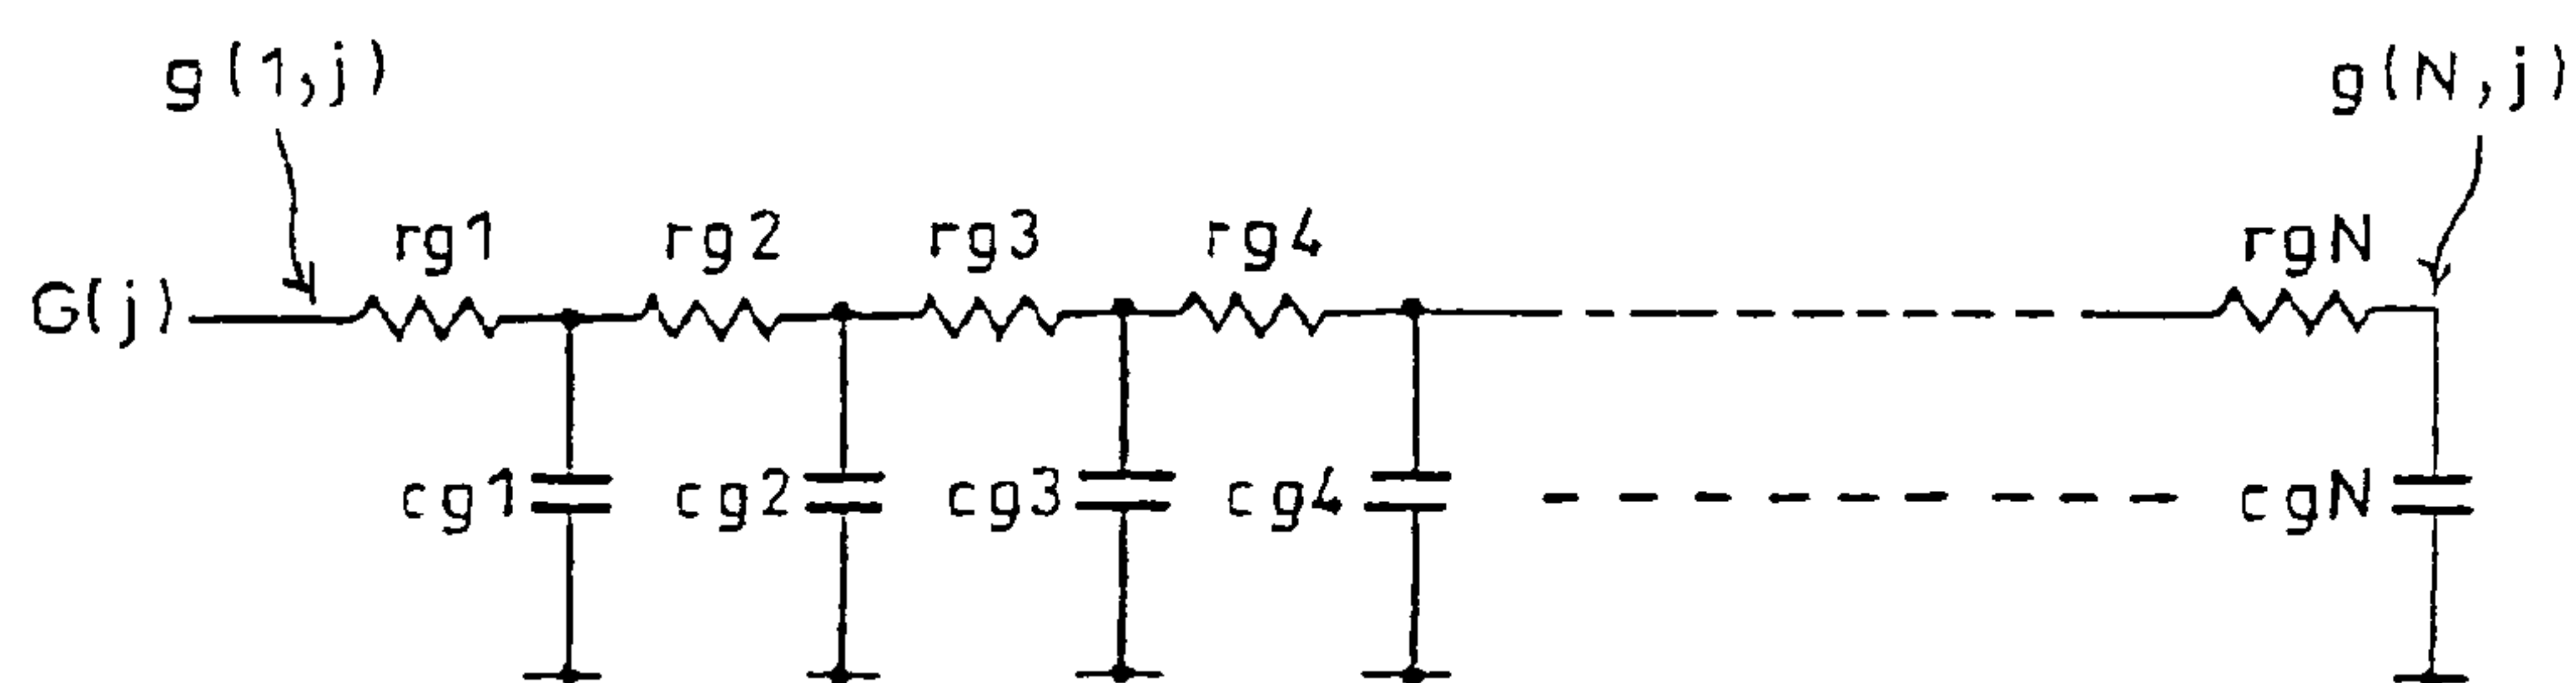 g(1,j)
g(N,j)
rg1 rg2 rg3 rg4 rgN
G(j)
cg1 cg2 cg3 cg4 cgN